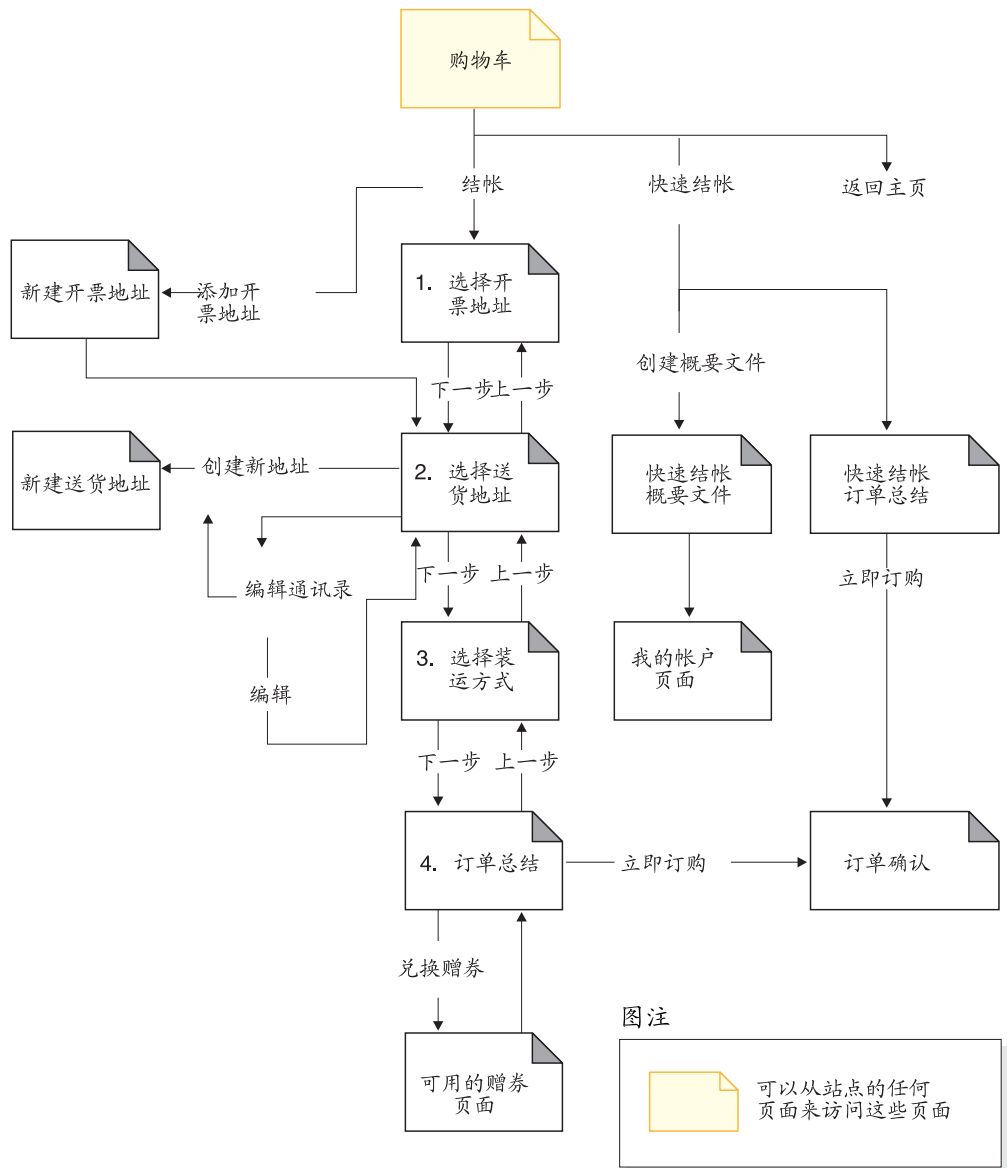 购物车
结帐
快速结帐
返回主页
新建开票地址
添加开
票地址
1. 选择开
票地址
创建概要文件
下一步
上一步
新建送货地址
创建新地址
2. 选择送
货地址
快速结帐
概要文件
快速结帐
订单总结
编辑通讯录
下一步
上一步
立即订购
编辑
3. 选择装
运方式
我的帐户
页面
下一步
上一步
4. 订单总结
立即订购
订单确认
兑换赠券
可用的赠券
页面
图注
可以从站点的任何
页面来访问这些页面